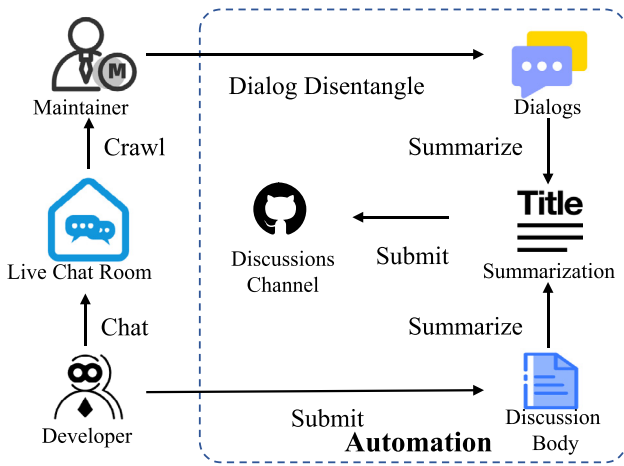 M
Maintainer
Dialog Disentangle
Dialogs
Crawl
Summarize
Title
Live Chat Room
Discussions
Channel
Submit
Summarization
Chat
Summarize
Developer
Submit
Discussion
Body
Automation